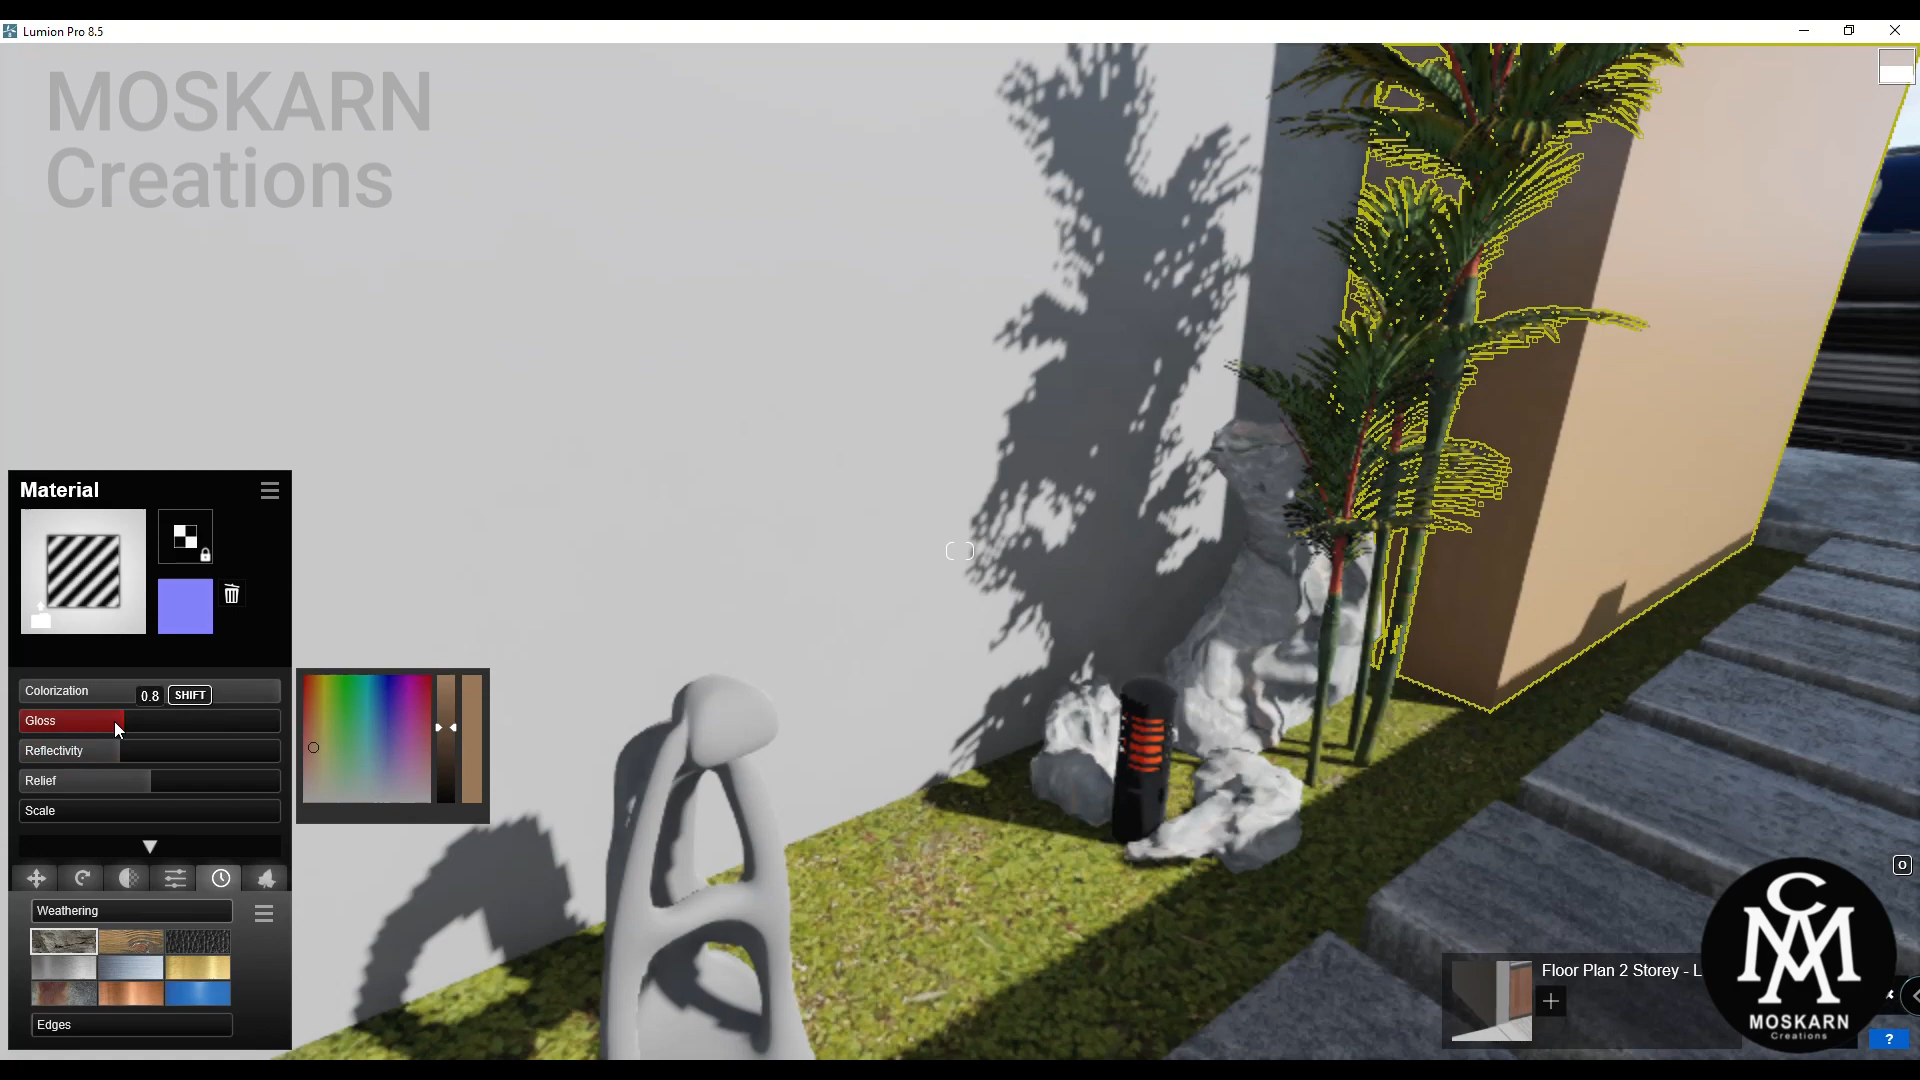 Lumion Pro 8.5
MOSKARN
Creations
Material
Colorization
0.8
SHIFT
Gloss
Reflectivity
Relief
Scale
Weathering
Edges
O
Floor Plan 2 Storey - L
CM
MOSKARN
Creations
?